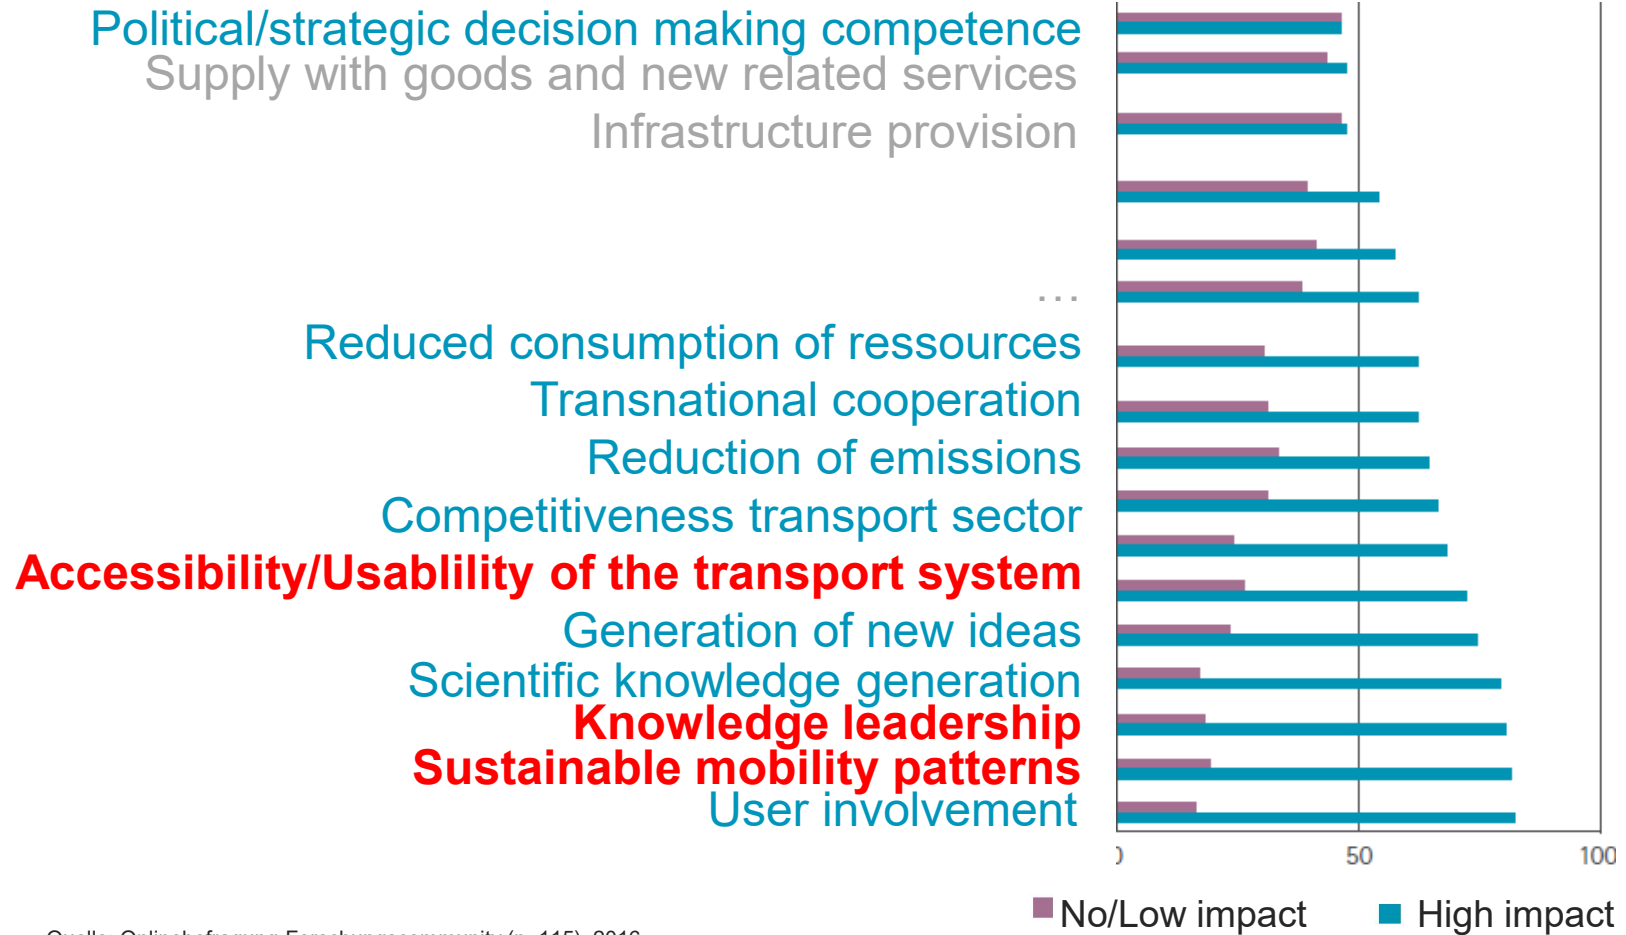 Political/strategic decision making competence
Supply with goods and new related services
Infrastructure provision
...
Reduced consumption of ressources
Transnational cooperation
Reduction of emissions
Competitiveness transport sector
Accessibility/Usablility of the transport system
Generation of new ideas
Scientific knowledge generation
Knowledge leadership
Sustainable mobility patterns
User involvement
0 50 100
No/Low impact High impact